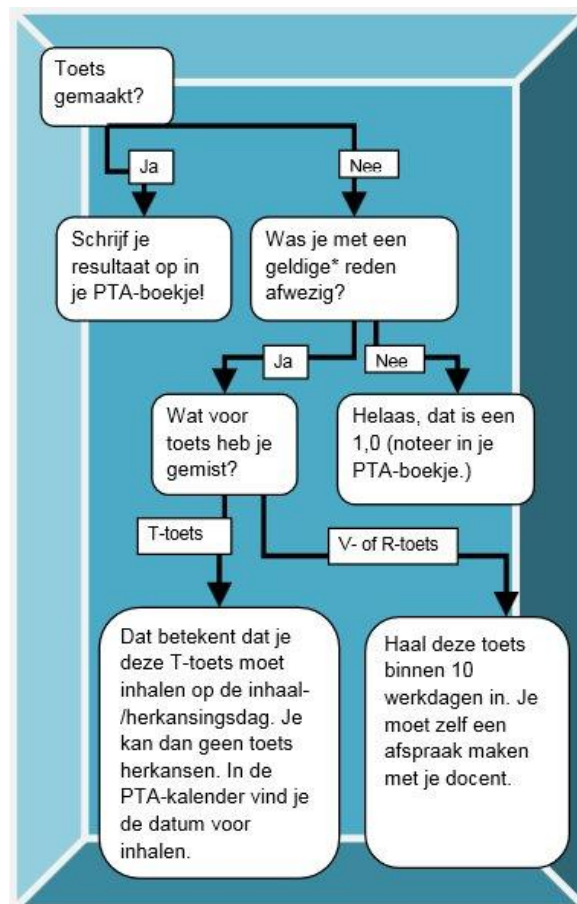 Toets
gemaakt?
Ja
Nee
Schrijf je
resultaat op in
je PTA-boekje!
Was je met een
geldige* reden
afwezig?
Ja
Nee
Wat voor
toets heb je
gemist?
Helaas, dat is een
1,0 (noteer in je
PTA-boekje.)
T-toets
V- of R-toets
Dat betekent dat je
deze T-toets moet
inhalen op de inhaal-
/herkansingsdag. Je
kan dan geen toets
herkansen. In de
PTA-kalender vind je
de datum voor
inhalen.
Haal deze toets
binnen 10
werkdagen in. Je
moet zelf een
afspraak maken
met je docent.